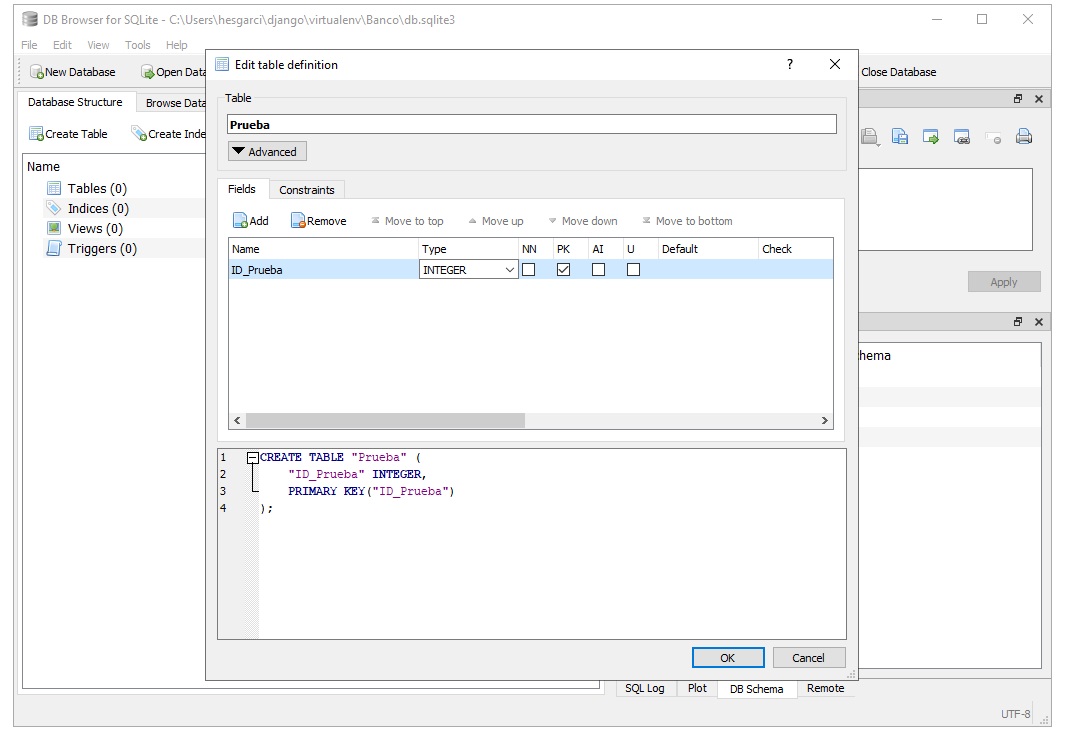 DB Browser for SQLite - C:\Users\hesgarci\django\virtualenv\Banco\db.sqlite3
File Edit View Tools Help
New Database Open Data Close Database
Edit table definition ?
Database Structure Browse Data
Create Table Create Inde
Name
Tables (0)
Indices (0)
Views (0)
Triggers (0)
Table
Prueba
Advanced
Fields Constraints
Add Remove Move to top Move up Move down Move to bottom
Name Type NN PK AI U Default Check
ID_Prueba INTEGER
1 CREATE TABLE "Prueba" (
2 "ID_Prueba" INTEGER,
3 PRIMARY KEY("ID_Prueba")
4 );
OK Cancel
Apply
hema
SQL Log Plot DB Schema Remote
UTF-8